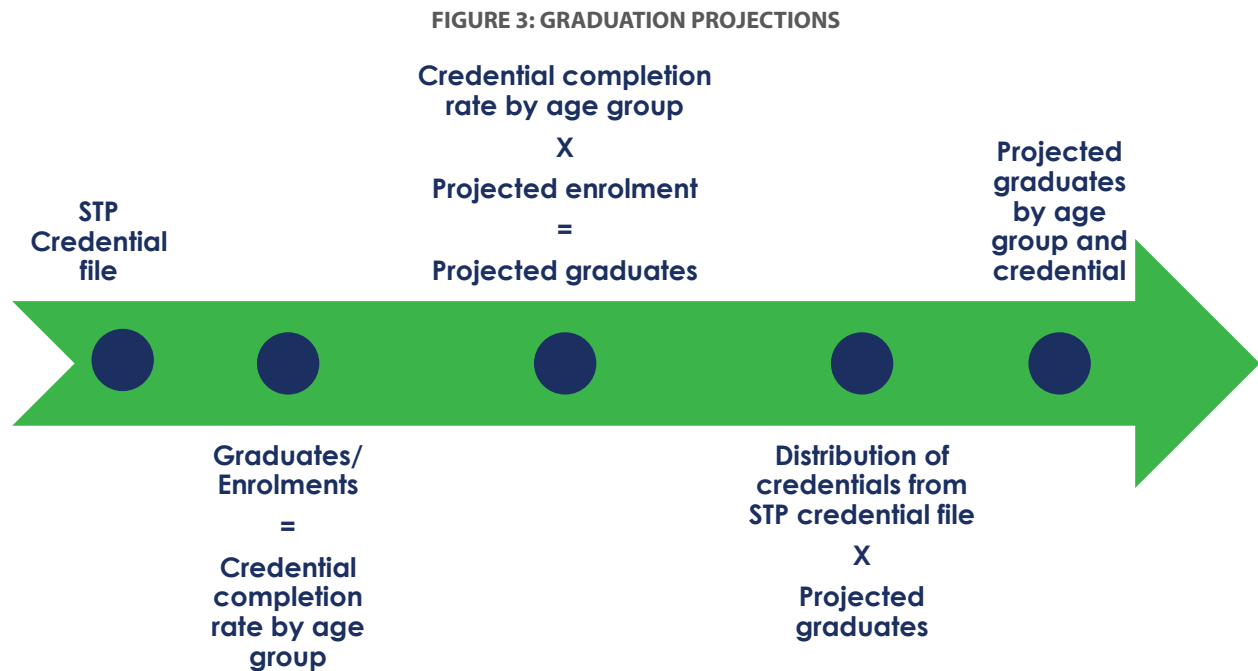 FIGURE 3: GRADUATION PROJECTIONS
STP
Credential
file
Graduates/
Enrolments
=
Credential
completion
rate by age
group
Credential completion
rate by age group
X
Projected enrolment
=
Projected graduates
Distribution of
credentials from
STP credential file
X
Projected
graduates
Projected
graduates
by age
group and
credential